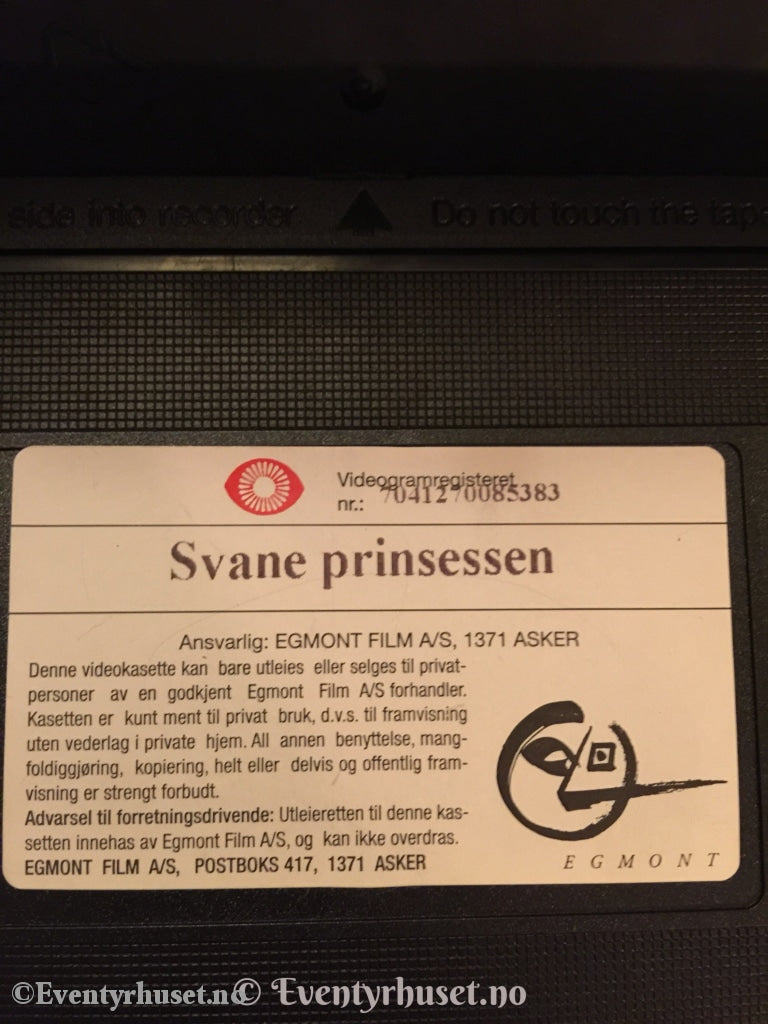 side into recorder Do not touch the tape
Videogramregisteret
nr.: 7041270085383
Svane prinsessen
Ansvarlig: EGMONT FILM A/S, 1371 ASKER
Denne videokasette kan bare utleies eller selges til privat-
personer av en godkjent Egmont Film A/S forhandler.
Kasetten er kunt ment til privat bruk, d.v.s. til framvisning
uten vederlag i private hjem. All annen benyttelse, mang-
foldiggjøring, kopiering, helt eller delvis og offentlig fram-
visning er strengt forbudt.
Advarsel til forretningsdrivende: Utleieretten til denne kas-
setten innehas av Egmont Film A/S, og kan ikke overdras.
EGMONT FILM A/S, POSTBOKS 417, 1371 ASKER
EGMONT
©Eventyrhuset.no © Eventyrhuset.no